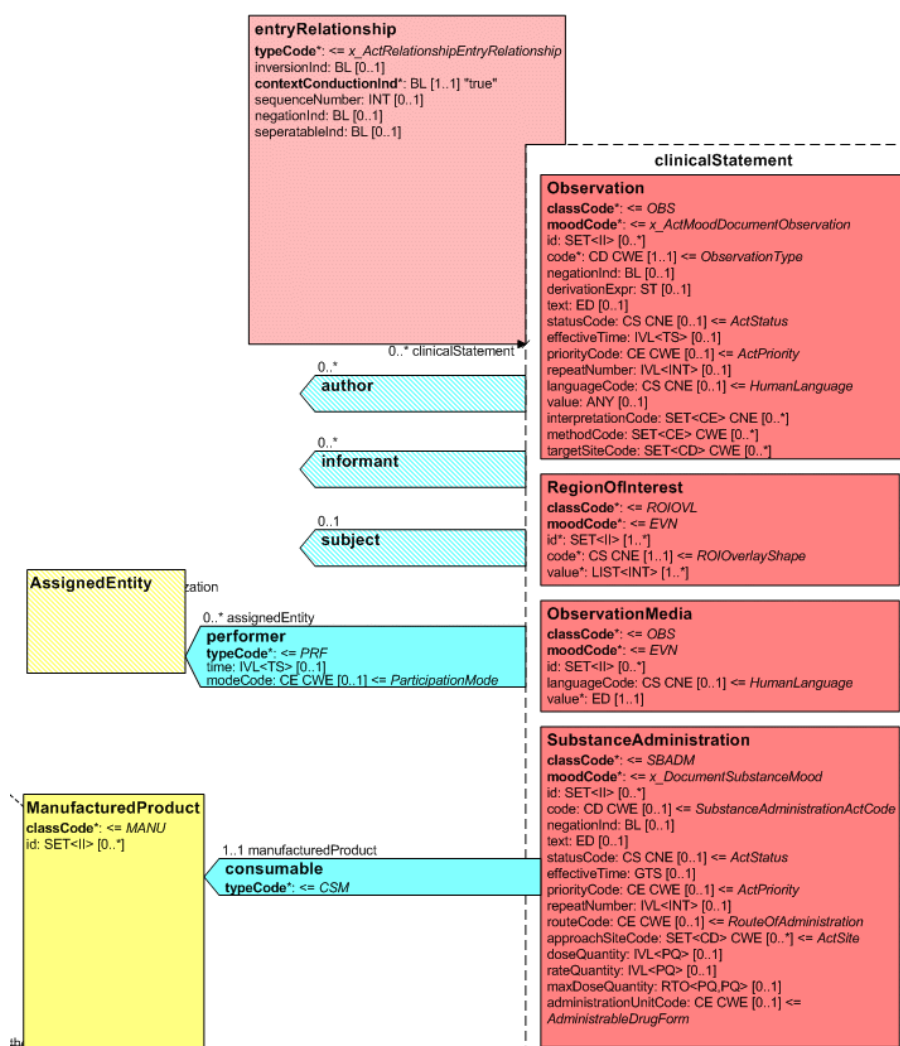 entryRelationship
typeCode*: <= x_ActRelationshipEntryRelationship
inversionInd: BL [0..1]
contextConductionInd*: BL [1..1] "true"
sequenceNumber: INT [0..1]
negationInd: BL [0..1]
seperatableInd: BL [0..1]
clinicalStatement
Observation
classCode*: <= OBS
moodCode*: <= x_ActMoodDocumentObservation
id: SET<II> [0..*]
code*: CD CWE [1..1] <= ObservationType
negationInd: BL [0..1]
derivationExpr: ST [0..1]
text: ED [0..1]
statusCode: CS CNE [0..1] <= ActStatus
effectiveTime: IVL<TS> [0..1]
priorityCode: CE CWE [0..1] <= ActPriority
repeatNumber: IVL<INT> [0..1]
languageCode: CS CNE [0..1] <= HumanLanguage
value: ANY [0..1]
interpretationCode: SET<CE> CNE [0..*]
methodCode: SET<CE> CWE [0..*]
targetSiteCode: SET<CD> CWE [0..*]
0..* clinicalStatement
0..*
author
0..*
informant
0..1
subject
RegionOfInterest
classCode*: <= ROIOVL
moodCode*: <= EVN
id*: SET<II> [1..*]
code*: CS CNE [1..1] <= ROIOverlayShape
value*: LIST<INT> [1..*]
AssignedEntity
zation
0..* assignedEntity
performer
typeCode*: <= PRF
time: IVL<TS> [0..1]
modeCode: CE CWE [0..1] <= ParticipationMode
ObservationMedia
classCode*: <= OBS
moodCode*: <= EVN
id: SET<II> [0..*]
languageCode: CS CNE [0..1] <= HumanLanguage
value*: ED [1..1]
SubstanceAdministration
classCode*: <= SBADM
moodCode*: <= x_DocumentSubstanceMood
id: SET<II> [0..*]
code: CD CWE [0..1] <= SubstanceAdministrationActCode
negationInd: BL [0..1]
text: ED [0..1]
statusCode: CS CNE [0..1] <= ActStatus
effectiveTime: GTS [0..1]
priorityCode: CE CWE [0..1] <= ActPriority
repeatNumber: IVL<INT> [0..1]
routeCode: CE CWE [0..1] <= RouteOfAdministration
approachSiteCode: SET<CD> CWE [0..*] <= ActSite
doseQuantity: IVL<PQ> [0..1]
rateQuantity: IVL<PQ> [0..1]
maxDoseQuantity: RTO<PQ,PQ> [0..1]
administrationUnitCode: CE CWE [0..1] <=
AdministrableDrugForm
ManufacturedProduct
classCode*: <= MANU
id: SET<II> [0..*]
1..1 manufacturedProduct
consumable
typeCode*: <= CSM